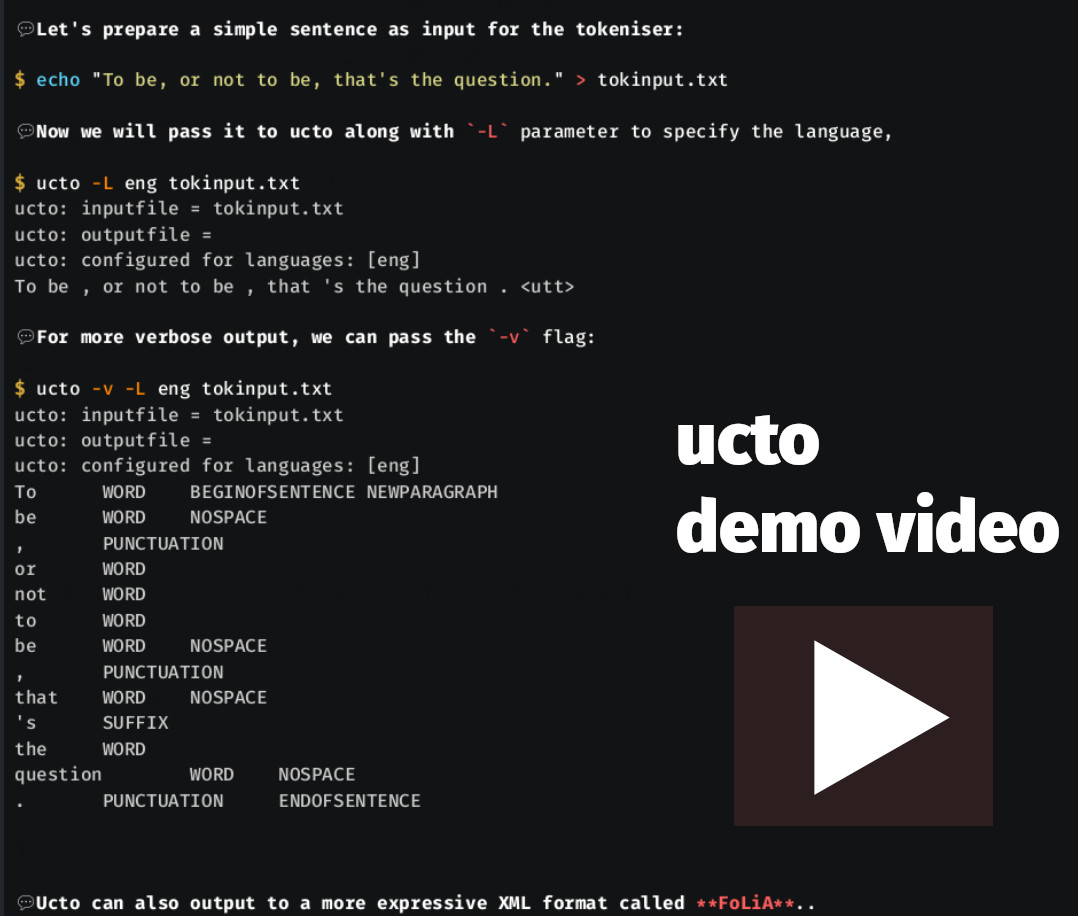 💬Let's prepare a simple sentence as input for the tokeniser:
$ echo "To be, or not to be, that's the question." > tokinput.txt
💬Now we will pass it to ucto along with `-L` parameter to specify the language,
$ ucto -L eng tokinput.txt
ucto: inputfile = tokinput.txt
ucto: outputfile =
ucto: configured for languages: [eng]
To be , or not to be , that 's the question . <utt>
💬For more verbose output, we can pass the `-v` flag:
$ ucto -v -L eng tokinput.txt
ucto: inputfile = tokinput.txt
ucto: outputfile =
ucto: configured for languages: [eng]
To WORD BEGINOFSENTENCE NEWPARAGRAPH
be WORD NOSPACE
, PUNCTUATION
or WORD
not WORD
to WORD
be WORD NOSPACE
, PUNCTUATION
that WORD NOSPACE
's SUFFIX
the WORD
question WORD NOSPACE
. PUNCTUATION ENDOFSENTENCE
ucto
demo video
💬Ucto can also output to a more expressive XML format called **FoLiA**..